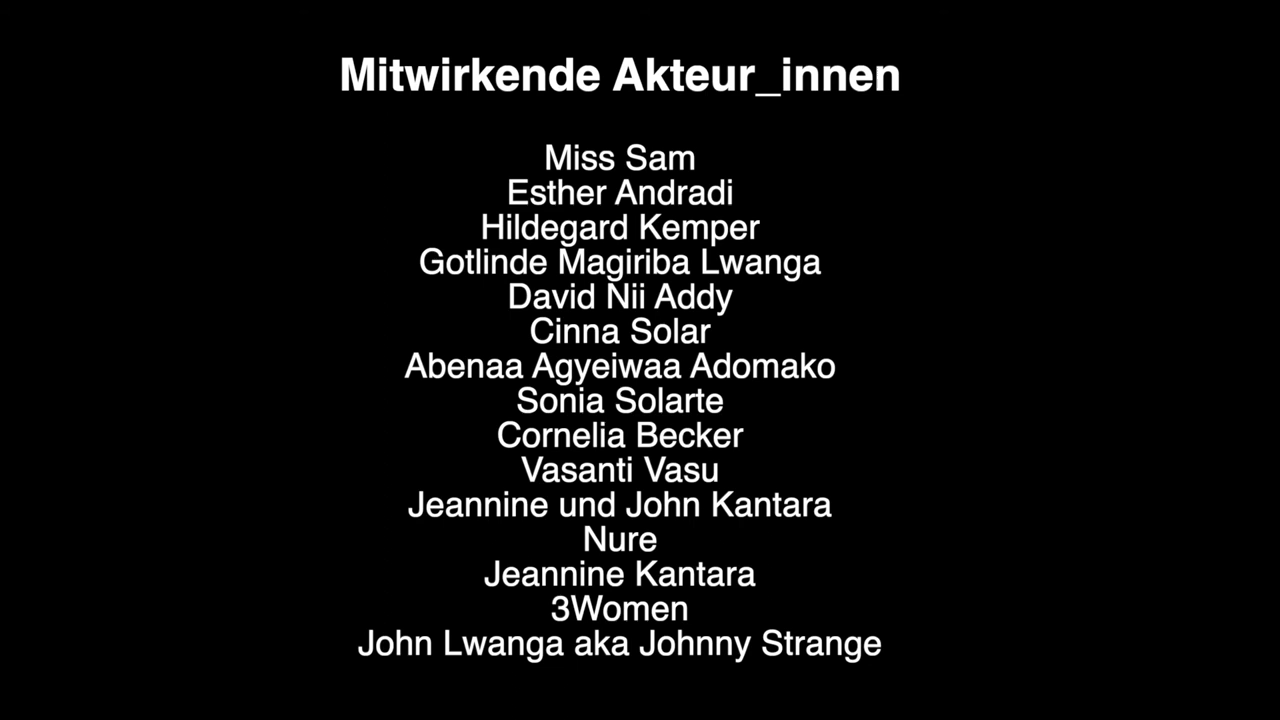 Mitwirkende Akteur_innen
Miss Sam
Esther Andradi
Hildegard Kemper
Gotlinde Magiriba Lwanga
David Nii Addy
Cinna Solar
Abenaa Agyeiwaa Adomako
Sonia Solarte
Cornelia Becker
Vasanti Vasu
Jeannine und John Kantara
Nure
Jeannine Kantara
3Women
John Lwanga aka Johnny Strange